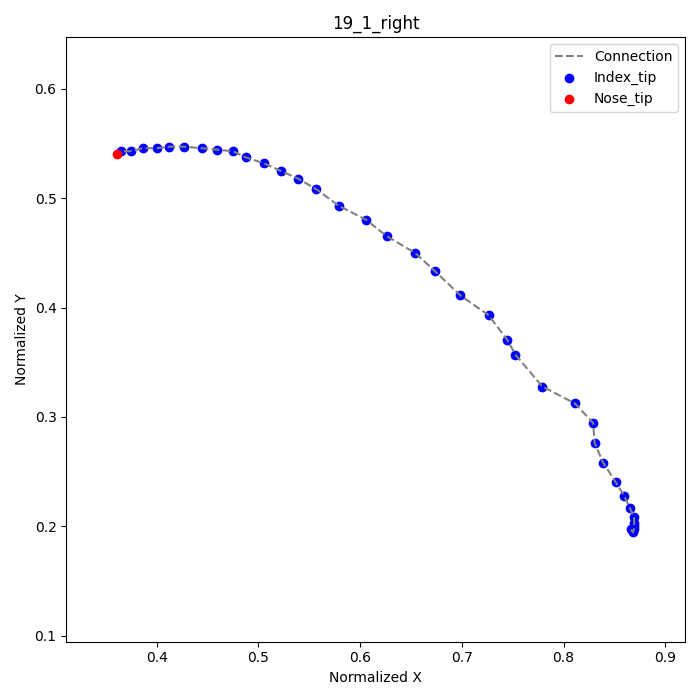 19_1_right
Connection
Index_tip
Nose_tip
0.6
0.5
0.4
0.3
0.2
0.1
Normalized Y
0.4 0.5 0.6 0.7 0.8 0.9
Normalized X